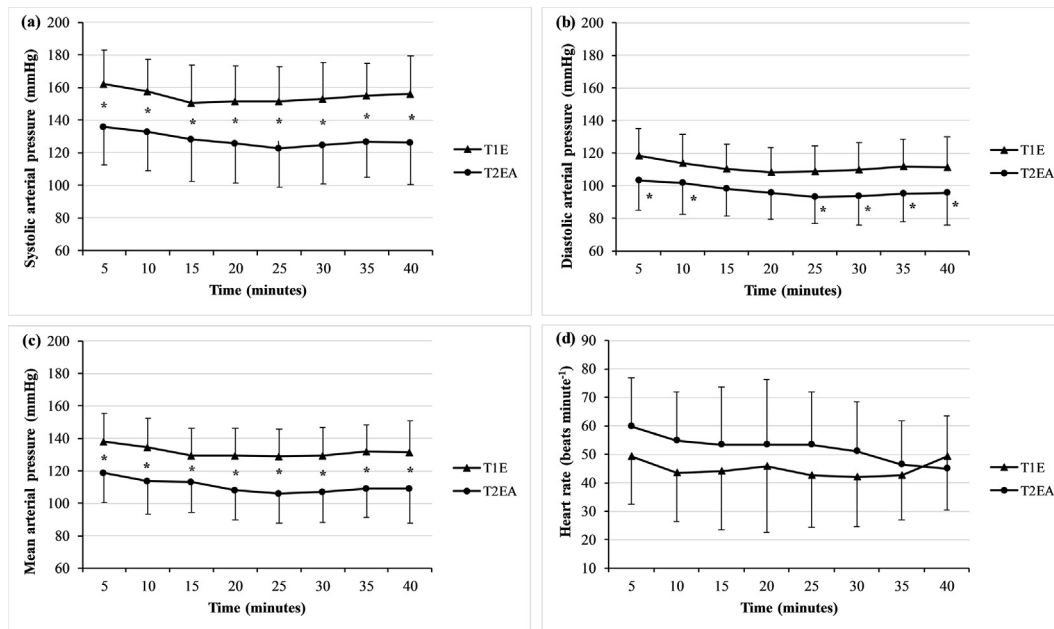 (a)
Systolic arterial pressure (mmHg)
200
180
160
140
120
100
80
60
* * * * * * * *
5 10 15 20 25 30 35 40
Time (minutes)
T1E
T2EA
(b)
Diastolic arterial pressure (mmHg)
200
180
160
140
120
100
80
60
* * * * * *
5 10 15 20 25 30 35 40
Time (minutes)
T1E
T2EA
(c)
Mean arterial pressure (mmHg)
200
180
160
140
120
100
80
60
* * * * * * * *
5 10 15 20 25 30 35 40
Time (minutes)
T1E
T2EA
(d)
Heart rate (beats minute⁻¹)
90
80
70
60
50
40
30
20
10
5 10 15 20 25 30 35 40
Time (minutes)
T1E
T2EA